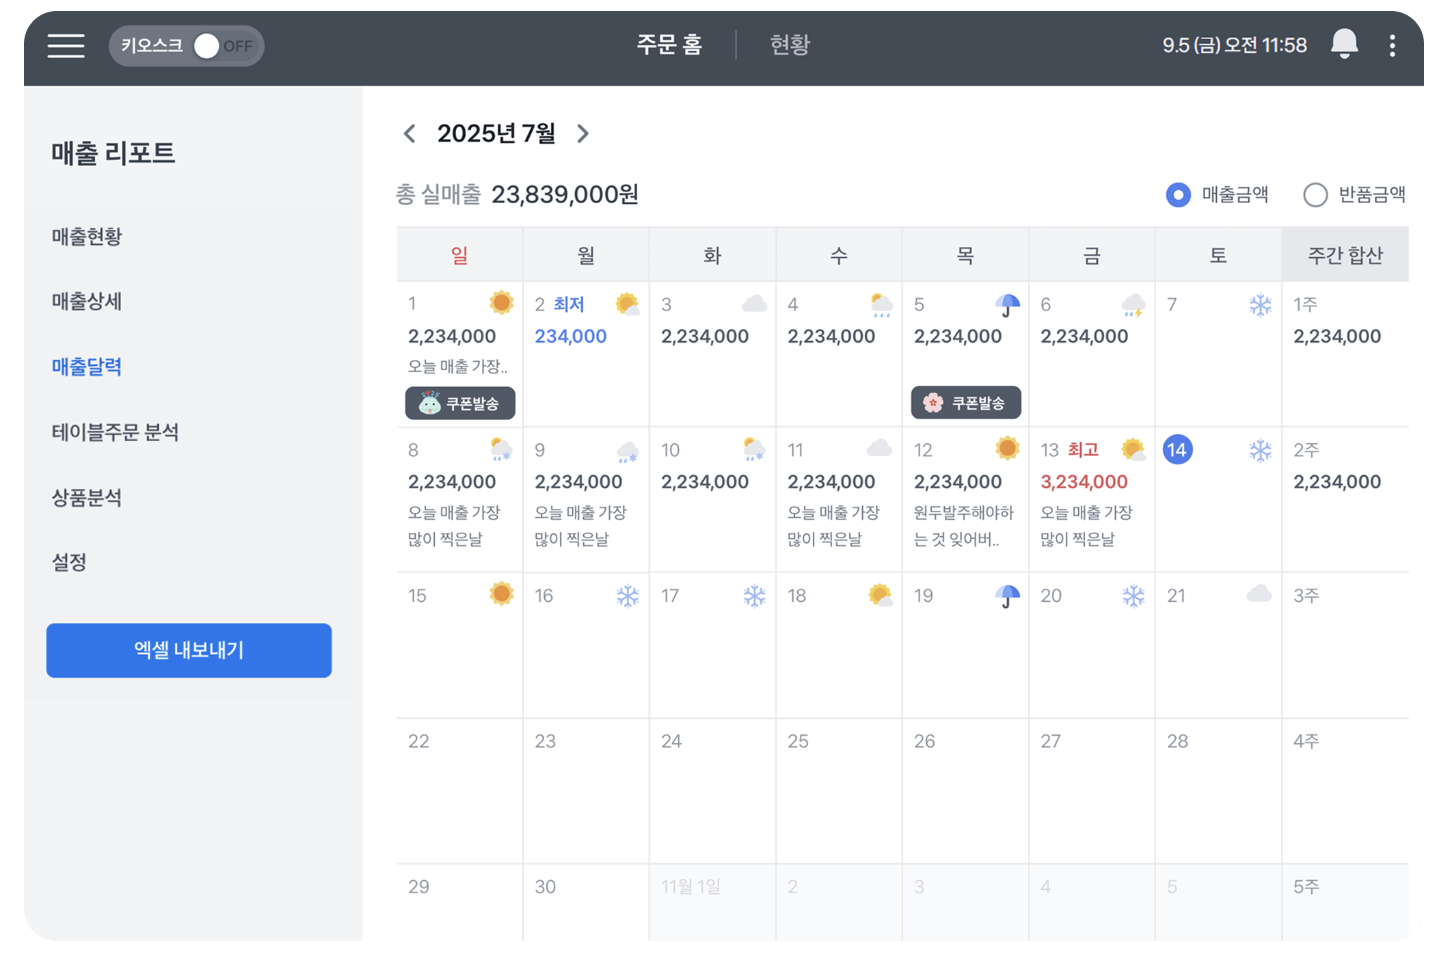 키오스크 OFF
주문 홈 현황
9.5 (금) 오전 11:58
매출 리포트
매출현황
매출상세
매출달력
테이블주문 분석
상품분석
설정
엑셀 내보내기
2025년 7월
총 실매출 23,839,000원
매출금액 반품금액
일 월 화 수 목 금 토 주간 합산
1
2,234,000
오늘 매출 가장..
쿠폰발송
2 최저
234,000
3
2,234,000
4
2,234,000
5
2,234,000
쿠폰발송
6
2,234,000
7
1주
2,234,000
8
2,234,000
오늘 매출 가장
많이 찍은날
9
2,234,000
오늘 매출 가장
많이 찍은날
10
2,234,000
11
2,234,000
오늘 매출 가장
많이 찍은날
12
2,234,000
원두발주해야하
는 것 잊어버..
13 최고
3,234,000
오늘 매출 가장
많이 찍은날
14
2주
2,234,000
15 16 17 18 19 20 21 3주
22 23 24 25 26 27 28 4주
29 30 11월 1일 2 3 4 5 5주